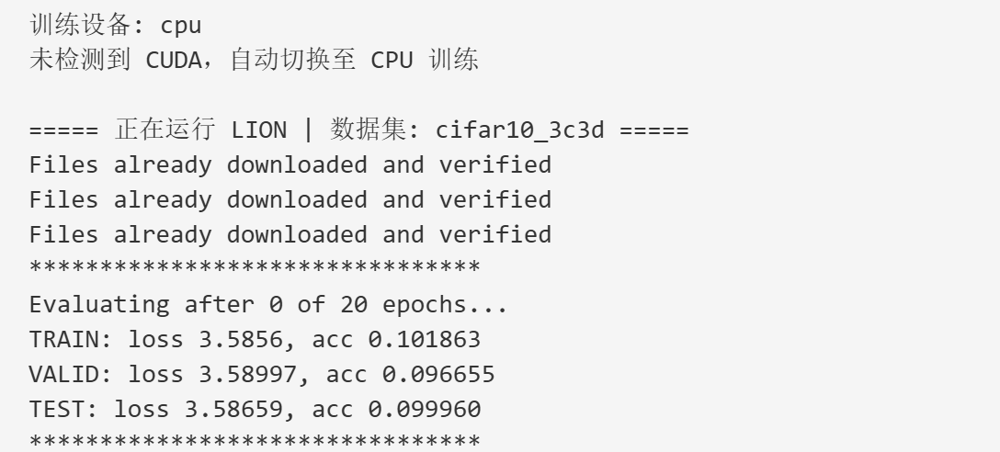 训练设备: cpu
未检测到 CUDA，自动切换至 CPU 训练
===== 正在运行 LION | 数据集: cifar10_3c3d =====
Files already downloaded and verified
Files already downloaded and verified
Files already downloaded and verified
********************************
Evaluating after 0 of 20 epochs...
TRAIN: loss 3.5856, acc 0.101863
VALID: loss 3.58997, acc 0.096655
TEST: loss 3.58659, acc 0.099960
********************************